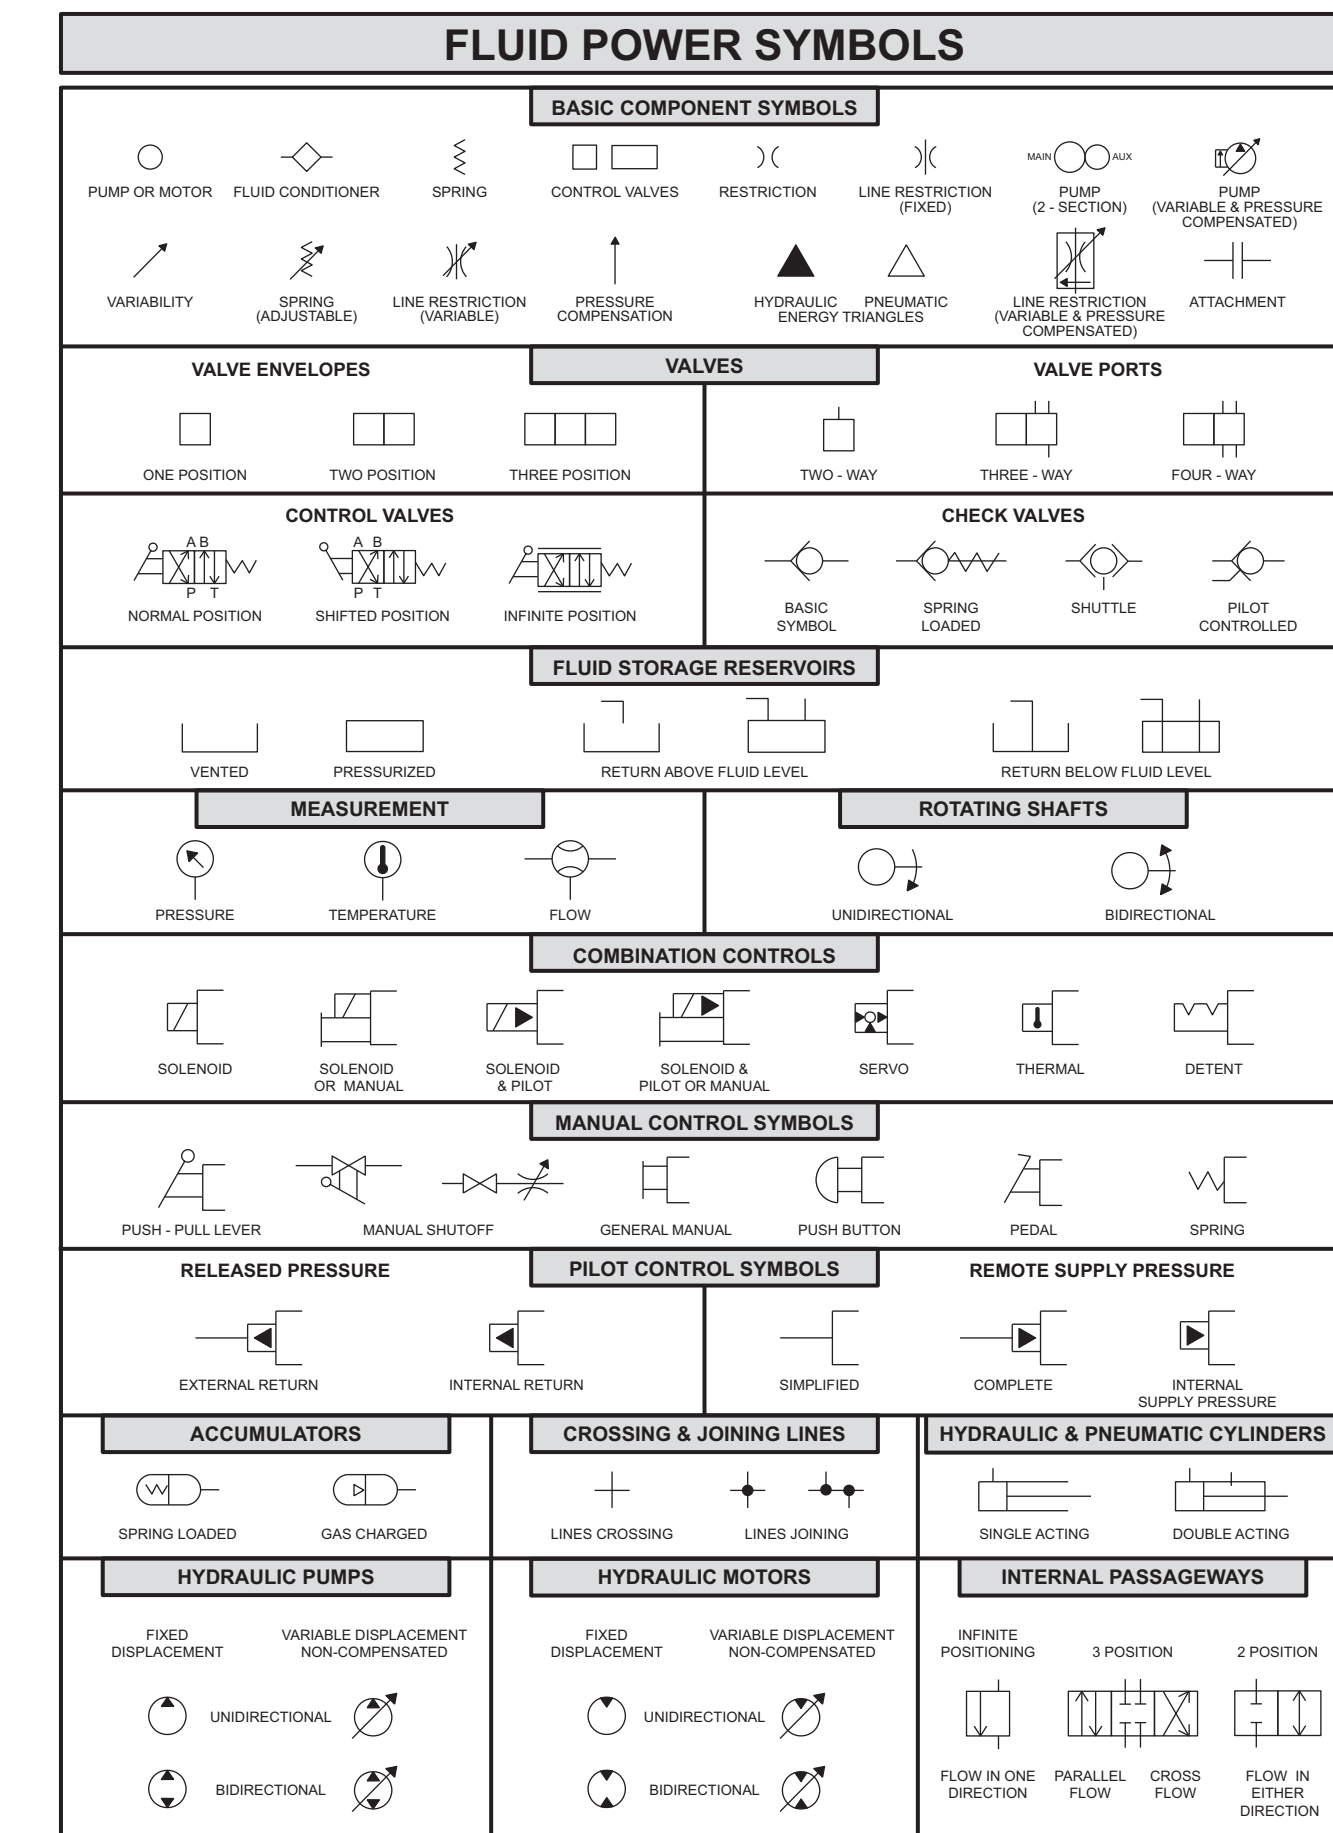 FLUID POWER SYMBOLS
BASIC COMPONENT SYMBOLS
MAIN AUX
PUMP OR MOTOR FLUID CONDITIONER SPRING CONTROL VALVES RESTRICTION LINE RESTRICTION PUMP PUMP
(FIXED) (2 - SECTION) (VARIABLE & PRESSURE
COMPENSATED)
VARIABILITY SPRING LINE RESTRICTION PRESSURE HYDRAULIC PNEUMATIC LINE RESTRICTION ATTACHMENT
(ADJUSTABLE) (VARIABLE) COMPENSATION ENERGY TRIANGLES (VARIABLE & PRESSURE
COMPENSATED)
VALVES
VALVE ENVELOPES VALVE PORTS
ONE POSITION TWO POSITION THREE POSITION TWO - WAY THREE - WAY FOUR - WAY
CONTROL VALVES CHECK VALVES
A B A B
P T P T
NORMAL POSITION SHIFTED POSITION INFINITE POSITION BASIC SPRING SHUTTLE PILOT
SYMBOL LOADED CONTROLLED
FLUID STORAGE RESERVOIRS
VENTED PRESSURIZED RETURN ABOVE FLUID LEVEL RETURN BELOW FLUID LEVEL
MEASUREMENT ROTATING SHAFTS
PRESSURE TEMPERATURE FLOW UNIDIRECTIONAL BIDIRECTIONAL
COMBINATION CONTROLS
SOLENOID SOLENOID SOLENOID SOLENOID & SERVO THERMAL DETENT
OR MANUAL & PILOT PILOT OR MANUAL
MANUAL CONTROL SYMBOLS
PUSH - PULL LEVER MANUAL SHUTOFF GENERAL MANUAL PUSH BUTTON PEDAL SPRING
RELEASED PRESSURE PILOT CONTROL SYMBOLS REMOTE SUPPLY PRESSURE
EXTERNAL RETURN INTERNAL RETURN SIMPLIFIED COMPLETE INTERNAL
SUPPLY PRESSURE
ACCUMULATORS CROSSING & JOINING LINES HYDRAULIC & PNEUMATIC CYLINDERS
SPRING LOADED GAS CHARGED LINES CROSSING LINES JOINING SINGLE ACTING DOUBLE ACTING
HYDRAULIC PUMPS HYDRAULIC MOTORS INTERNAL PASSAGEWAYS
FIXED VARIABLE DISPLACEMENT FIXED VARIABLE DISPLACEMENT INFINITE
DISPLACEMENT NON-COMPENSATED DISPLACEMENT NON-COMPENSATED POSITIONING 3 POSITION 2 POSITION
UNIDIRECTIONAL UNIDIRECTIONAL
BIDIRECTIONAL BIDIRECTIONAL
FLOW IN ONE PARALLEL CROSS FLOW IN
DIRECTION FLOW FLOW EITHER
DIRECTION